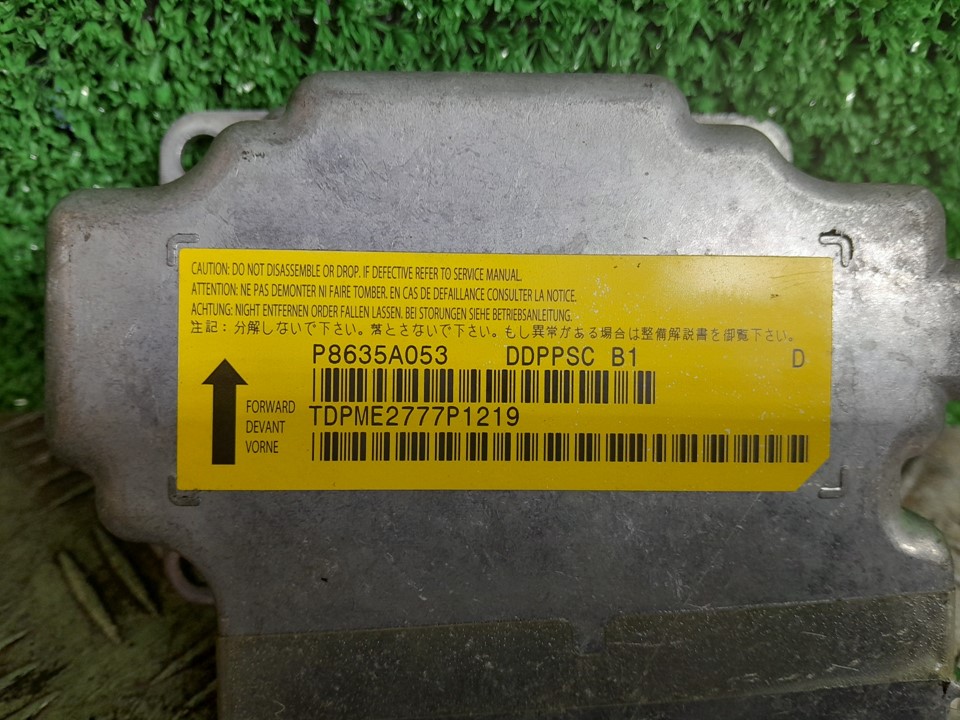 CAUTION: DO NOT DISASSEMBLE OR DROP. IF DEFECTIVE REFER TO SERVICE MANUAL.
ATTENTION: NE PAS DEMONTER NI FAIRE TOMBER. EN CAS DE DEFAILLANCE CONSULTER LA NOTICE.
ACHTUNG: NIGHT ENTFERNEN ORDER FALLEN LASSEN. BEI STORUNGEN SIEHE BETRIEBSANLEITUNG.
注記：分解しないで下さい。落とさないで下さい。もし異常がある場合は整備解説書を御覧下さい。
P8635A053 DDPPSC B1 D
TDPME2777P1219
FORWARD
DEVANT
VORNE